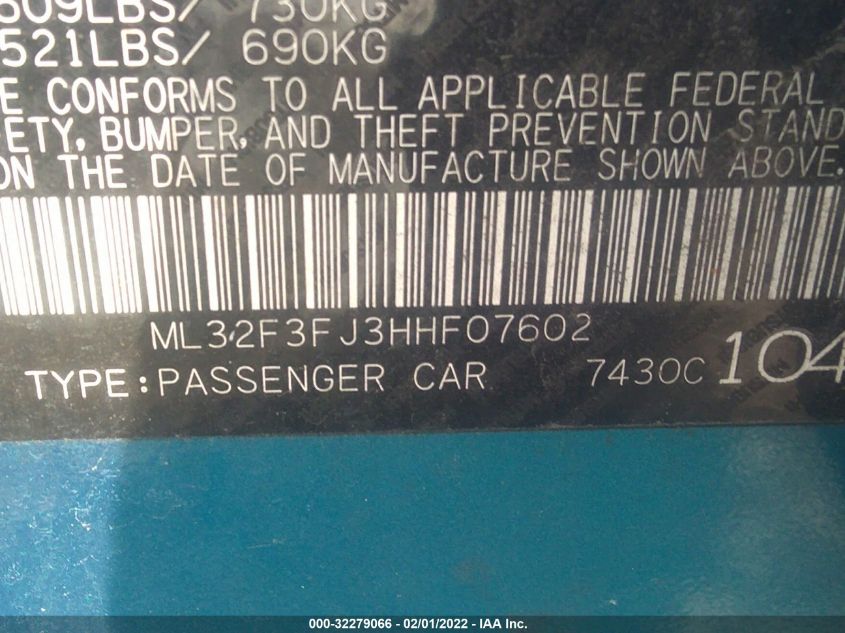 609LBS/ 730KG
521LBS/ 690KG
E CONFORMS TO ALL APPLICABLE FEDERAL
ETY, BUMPER, AND THEFT PREVENTION STAND
ON THE DATE OF MANUFACTURE SHOWN ABOVE.
ML32F3FJ3HHF07602
TYPE:PASSENGER CAR 7430C 104
000-32279066 - 02/01/2022 - IAA Inc.